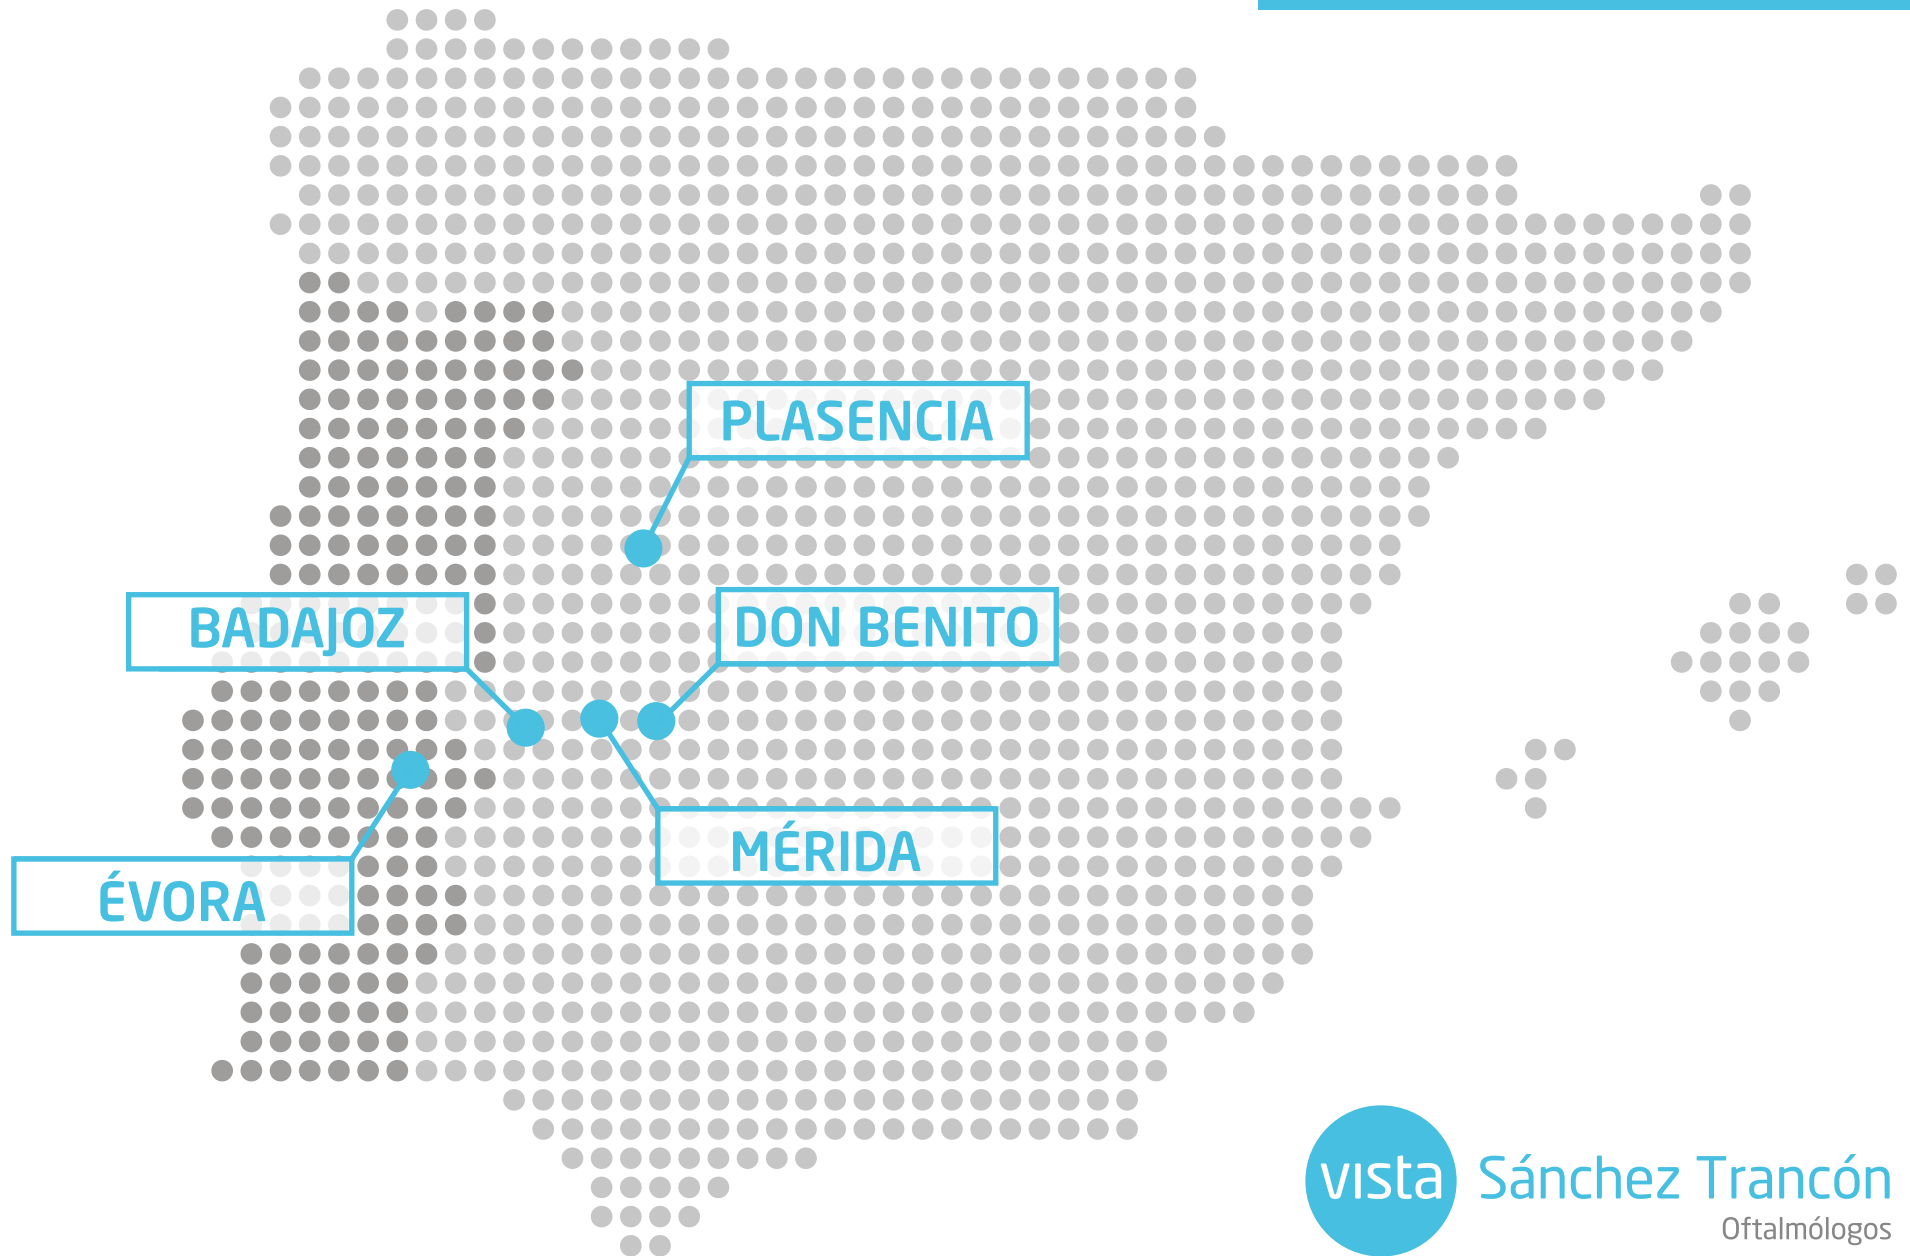 PLASENCIA
BADAJOZ
DON BENITO
MÉRIDA
ÉVORA
vista Sánchez Trancón
Oftalmólogos